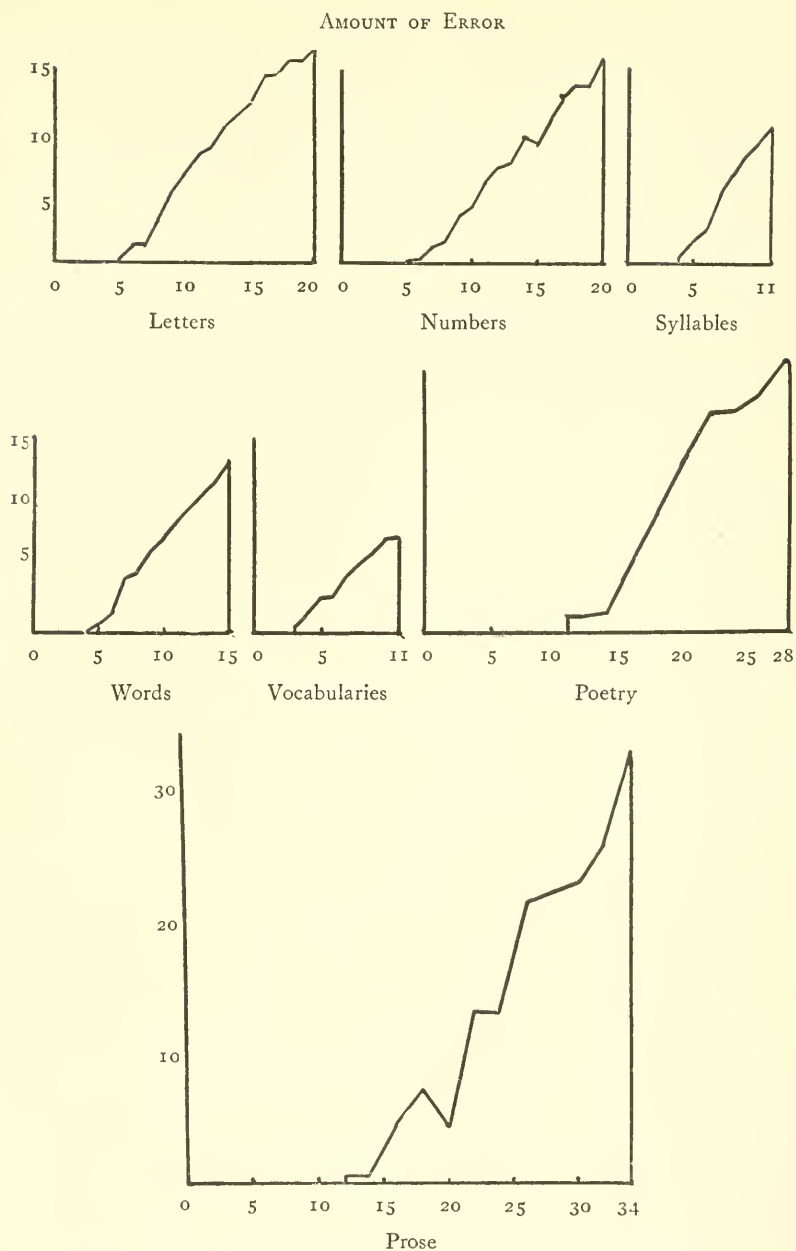 AMOUNT OF ERROR
15
10
5
0 5 10 15 20 0 5 10 15 20 0 5 11
Letters Numbers Syllables
15
10
5
0 5 10 15 0 5 11 0 5 10 15 20 25 28
Words Vocabularies Poetry
30
20
10
0 5 10 15 20 25 30 34
Prose